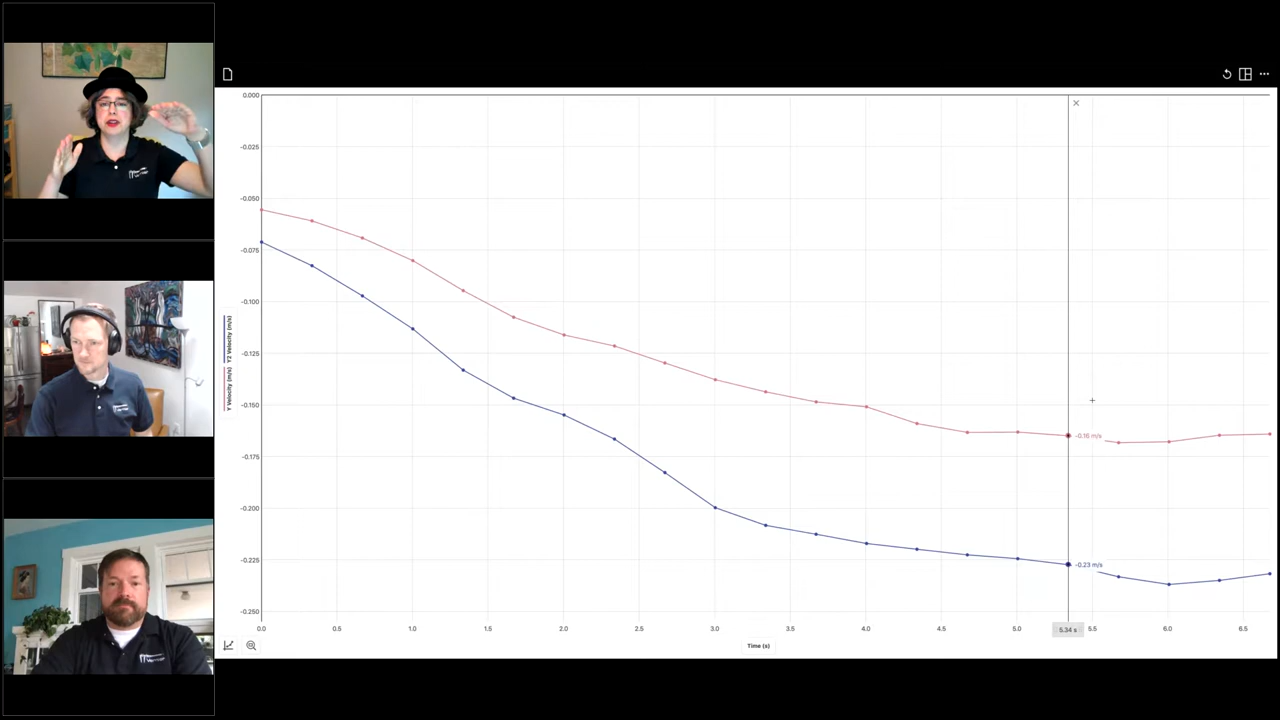 0.000
-0.025
-0.050
-0.075
-0.100
-0.125
-0.150
-0.175
-0.200
-0.225
-0.250
Y2 Velocity (m/s)
Y Velocity (m/s)
-0.16 m/s
-0.23 m/s
0.0 0.5 1.0 1.5 2.0 2.5 3.0 3.5 4.0 4.5 5.0 5.34 s 5.5 6.0 6.5
Time (s)